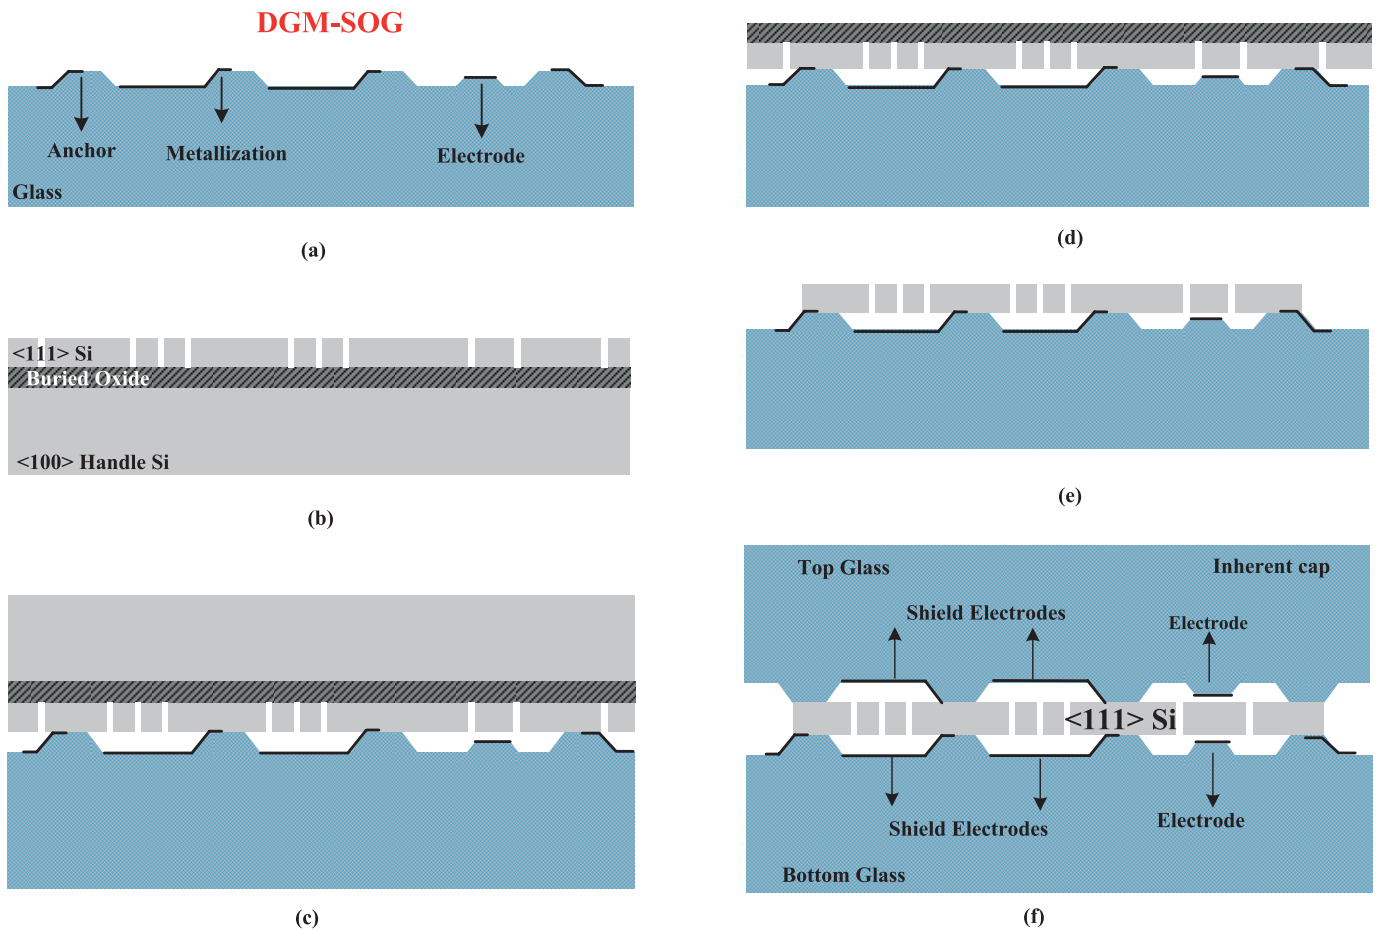 DGM-SOG
Anchor
Metallization
Electrode
Glass
(a)
<111> Si
Buried Oxide
<100> Handle Si
(b)
(c)
(d)
(e)
Top Glass
Inherent cap
Shield Electrodes
Electrode
<111> Si
Shield Electrodes
Electrode
Bottom Glass
(f)